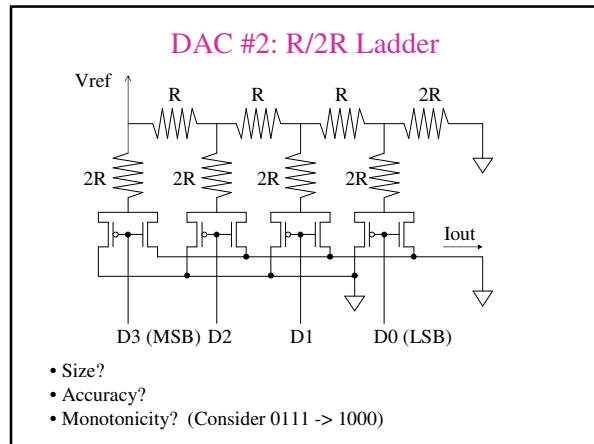 DAC #2: R/2R Ladder
Vref
R R R 2R
2R 2R 2R 2R
Iout
D3 (MSB) D2 D1 D0 (LSB)
• Size?
• Accuracy?
• Monotonicity? (Consider 0111 -> 1000)